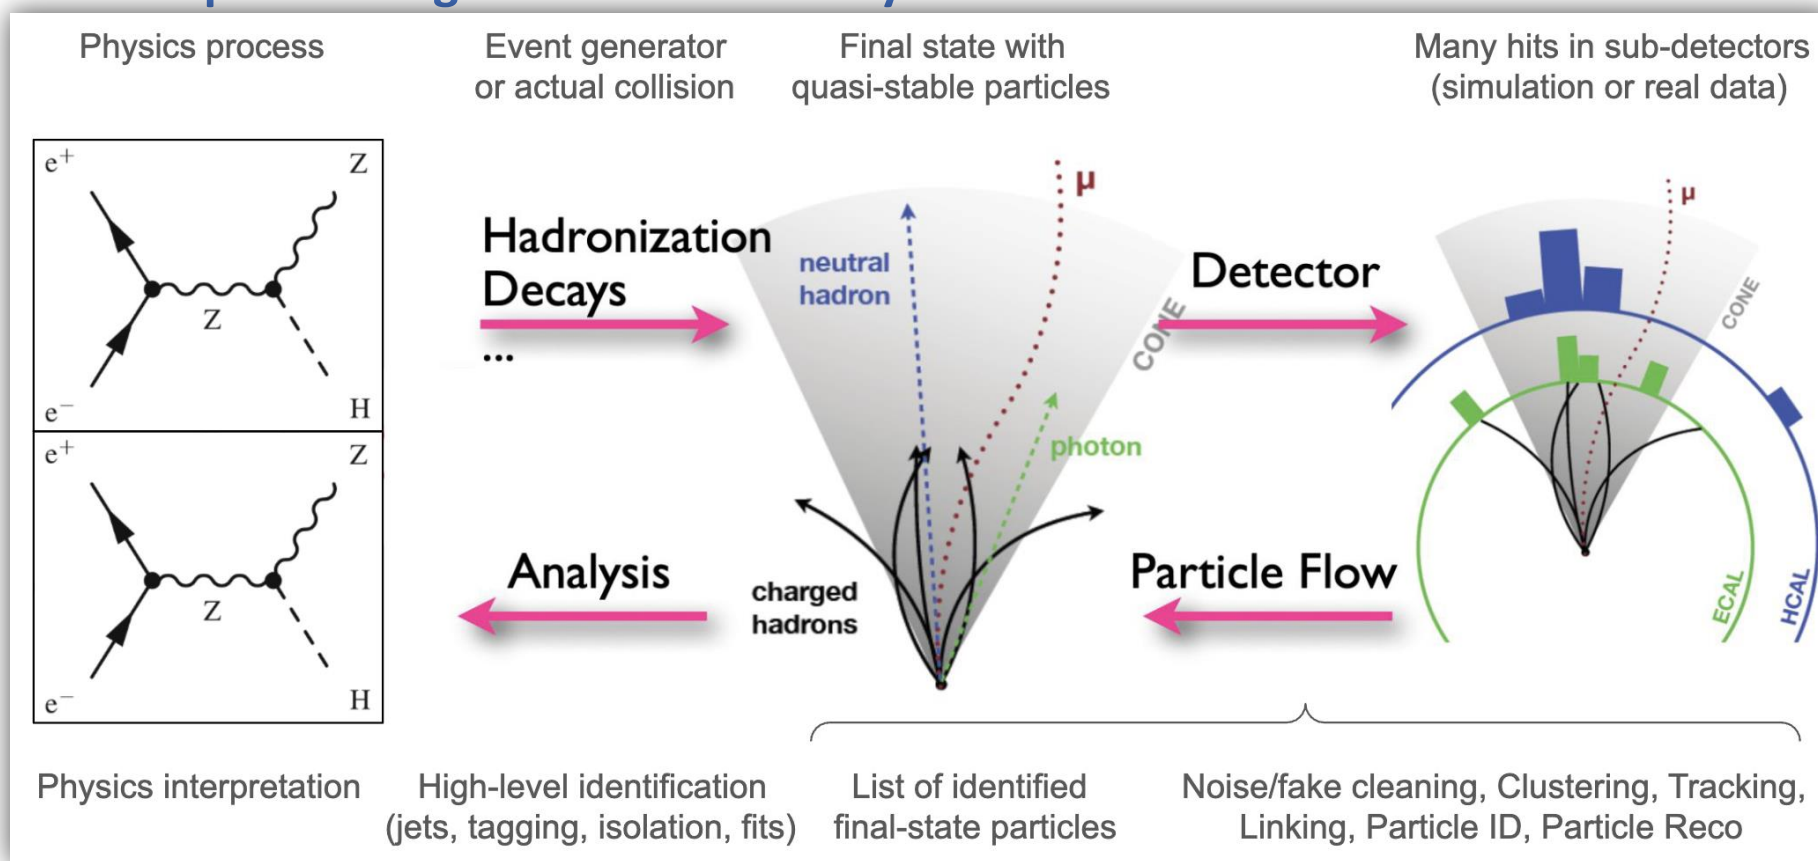 Physics process
Event generator
or actual collision
Final state with
quasi-stable particles
Many hits in sub-detectors
(simulation or real data)
e+
Z
Z
e−
H
e+
Z
Z
e−
H
Hadronization
Decays
...
neutral
hadron
μ
CONE
photon
charged
hadrons
Detector
μ
CONE
ECAL
HCAL
Analysis
Particle Flow
Physics interpretation
High-level identification
(jets, tagging, isolation, fits)
List of identified
final-state particles
Noise/fake cleaning, Clustering, Tracking,
Linking, Particle ID, Particle Reco